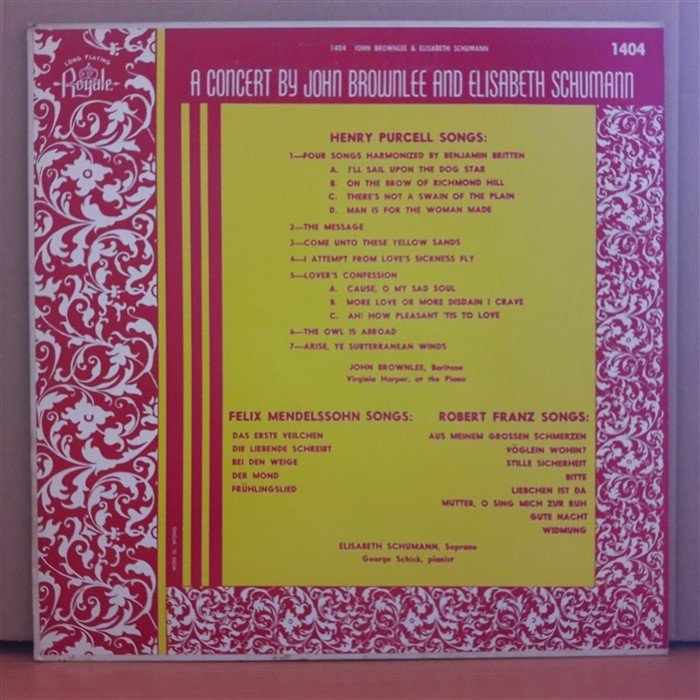 LONG PLAYING
Royale
1404 JOHN BROWNLEE & ELISABETH SCHUMANN
1404
A CONCERT BY JOHN BROWNLEE AND ELISABETH SCHUMANN
HENRY PURCELL SONGS:
1—FOUR SONGS HARMONIZED BY BENJAMIN BRITTEN
A. I'LL SAIL UPON THE DOG STAR
B. ON THE BROW OF RICHMOND HILL
C. THERE'S NOT A SWAIN OF THE PLAIN
D. MAN IS FOR THE WOMAN MADE
2—THE MESSAGE
3—COME UNTO THESE YELLOW SANDS
4—I ATTEMPT FROM LOVE'S SICKNESS FLY
5—LOVER'S CONFESSION
A. CAUSE, O MY SAD SOUL
B. MORE LOVE OR MORE DISDAIN I CRAVE
C. AH! HOW PLEASANT 'TIS TO LOVE
6—THE OWL IS ABROAD
7—ARISE, YE SUBTERRANEAN WINDS
JOHN BROWNLEE, Baritone
Virginia Harper, at the Piano
FELIX MENDELSSOHN SONGS:
DAS ERSTE VEILCHEN
DIE LIEBENDE SCHREIBT
BEI DEN WEIGE
DER MOND
FRÜHLINGSLIED
ROBERT FRANZ SONGS:
AUS MEINEM GROSSEN SCHMERZEN
VÖGLEIN WOHIN?
STILLE SICHERHEIT
BITTE
LIEBCHEN IST DA
MUTTER, O SING MICH ZUR RUH
GUTE NACHT
WIDMUNG
ELISABETH SCHUMANN, Soprano
George Schick, pianist